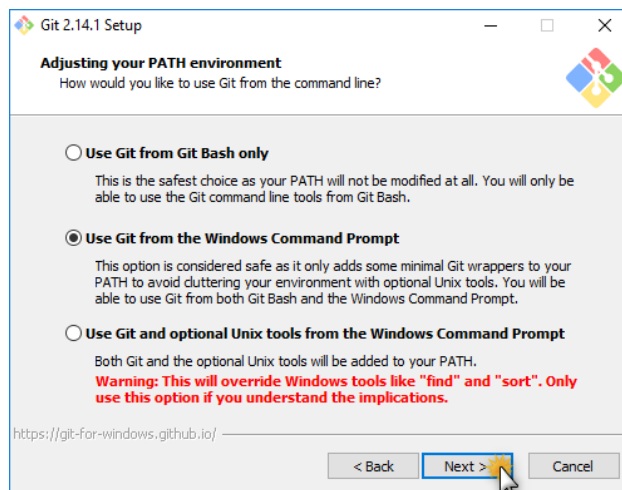 Git 2.14.1 Setup
Adjusting your PATH environment
How would you like to use Git from the command line?
Use Git from Git Bash only
This is the safest choice as your PATH will not be modified at all. You will only be
able to use the Git command line tools from Git Bash.
Use Git from the Windows Command Prompt
This option is considered safe as it only adds some minimal Git wrappers to your
PATH to avoid cluttering your environment with optional Unix tools. You will be
able to use Git from both Git Bash and the Windows Command Prompt.
Use Git and optional Unix tools from the Windows Command Prompt
Both Git and the optional Unix tools will be added to your PATH.
Warning: This will override Windows tools like "find" and "sort". Only
use this option if you understand the implications.
https://git-for-windows.github.io/
< Back Next > Cancel